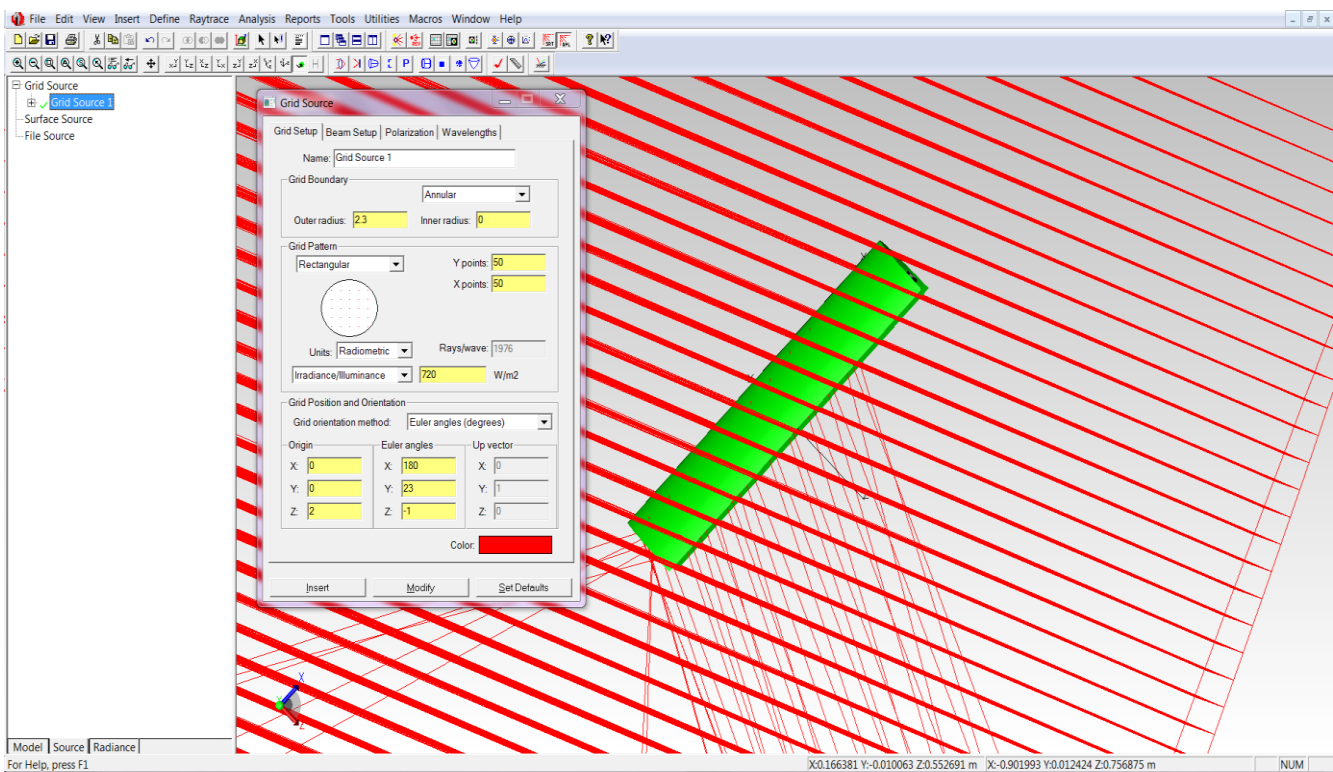 File Edit View Insert Define Raytrace Analysis Reports Tools Utilities Macros Window Help
Grid Source
Grid Source 1
Surface Source
File Source
Grid Source
Grid Setup Beam Setup Polarization Wavelengths
Name: Grid Source 1
Grid Boundary
Annular
Outer radius: 2.3 Inner radius: 0
Grid Pattern
Rectangular Y points: 50
X points: 50
Units: Radiometric Rays/wave: 1976
Irradiance/Illuminance 720 W/m2
Grid Position and Orientation
Grid orientation method: Euler angles (degrees)
Origin Euler angles Up vector
X: 0 X: 180 X: 0
Y: 0 Y: 23 Y: 1
Z: 2 Z: -1 Z: 0
Color:
Insert Modify Set Defaults
X
Z
Model Source Radiance
For Help, press F1 X:0.166381 Y:-0.010063 Z:0.552691 m X:-0.901993 Y:0.012424 Z:0.756875 m NUM